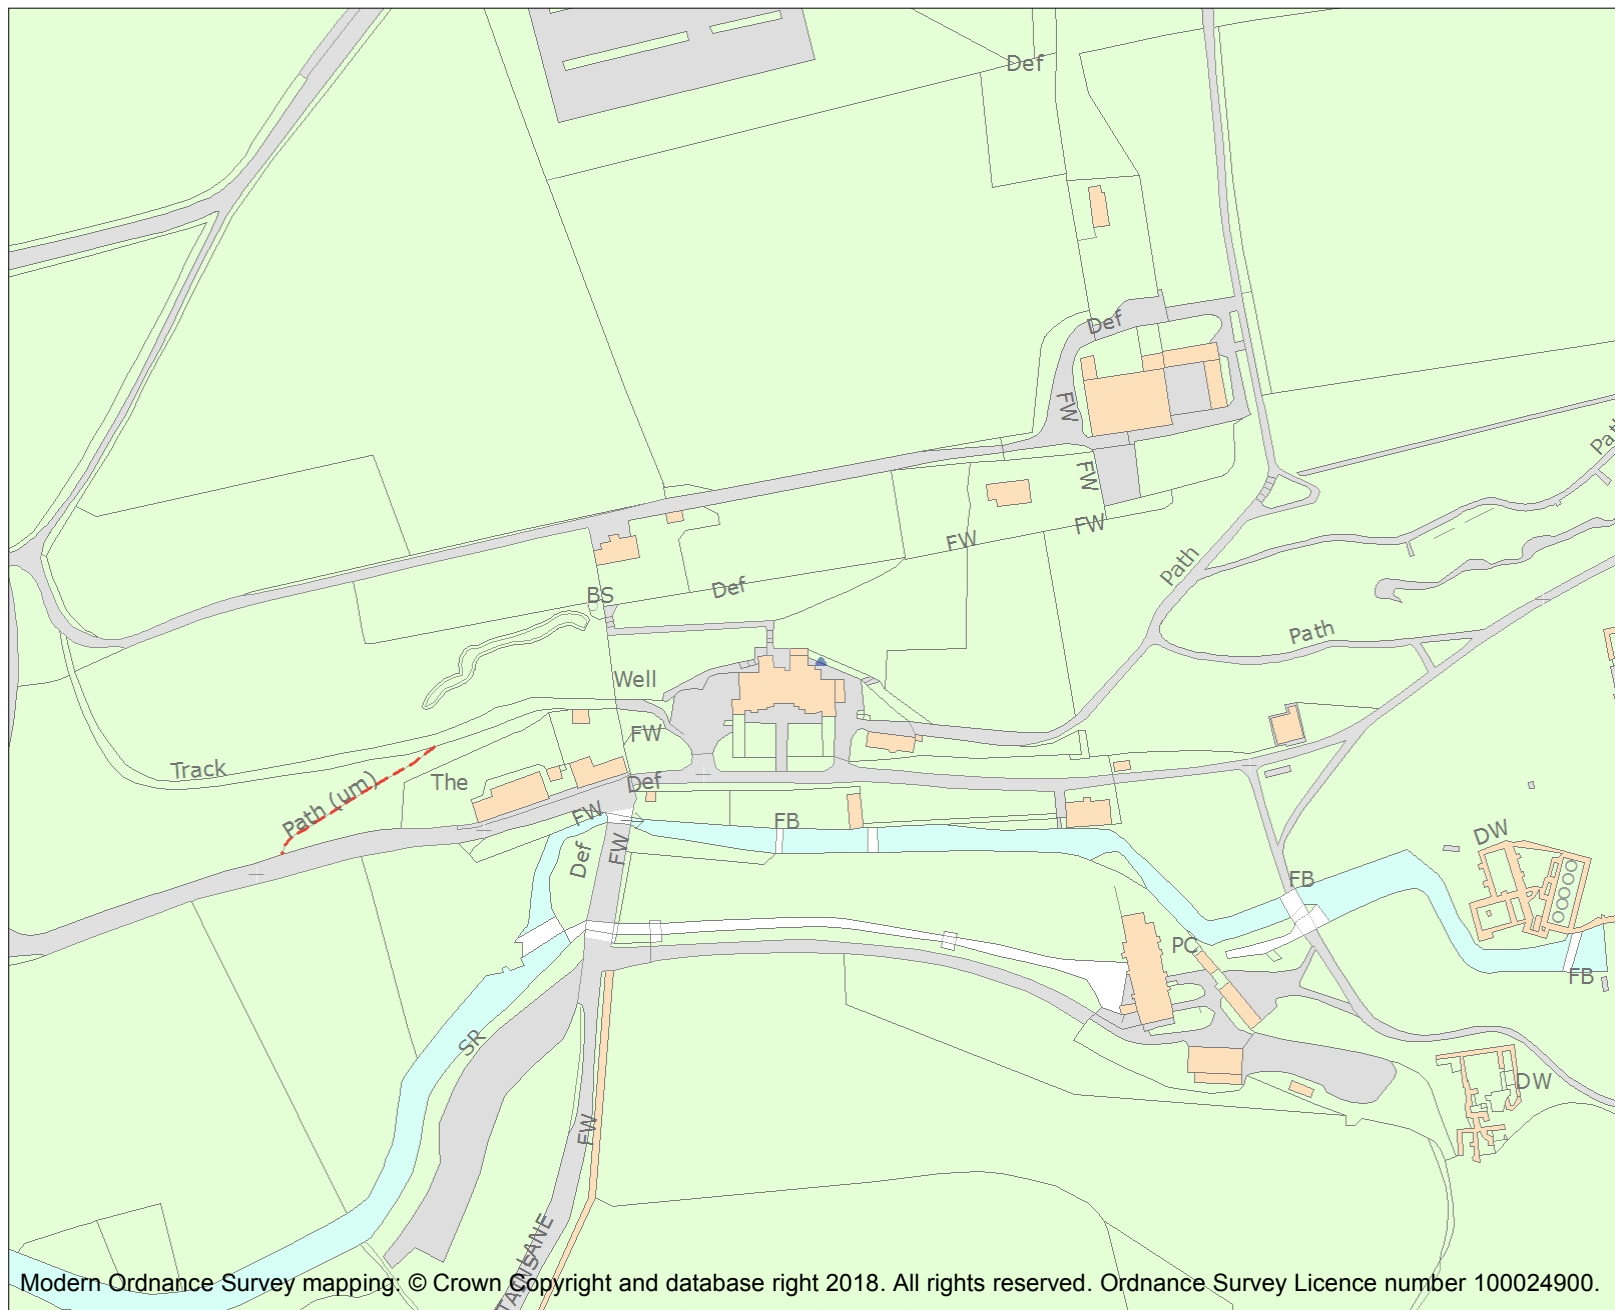 Def
Def
FW
Path
FW
FW
FW
Path
Def
BS
Path
Well
FW
Track
The
Def
Path (um)
FW
FB
DW
Def
FW
FB
PC
FB
SR
DW
FW
LANE
Modern Ordnance Survey mapping: © Crown Copyright and database right 2018. All rights reserved. Ordnance Survey Licence number 100024900.